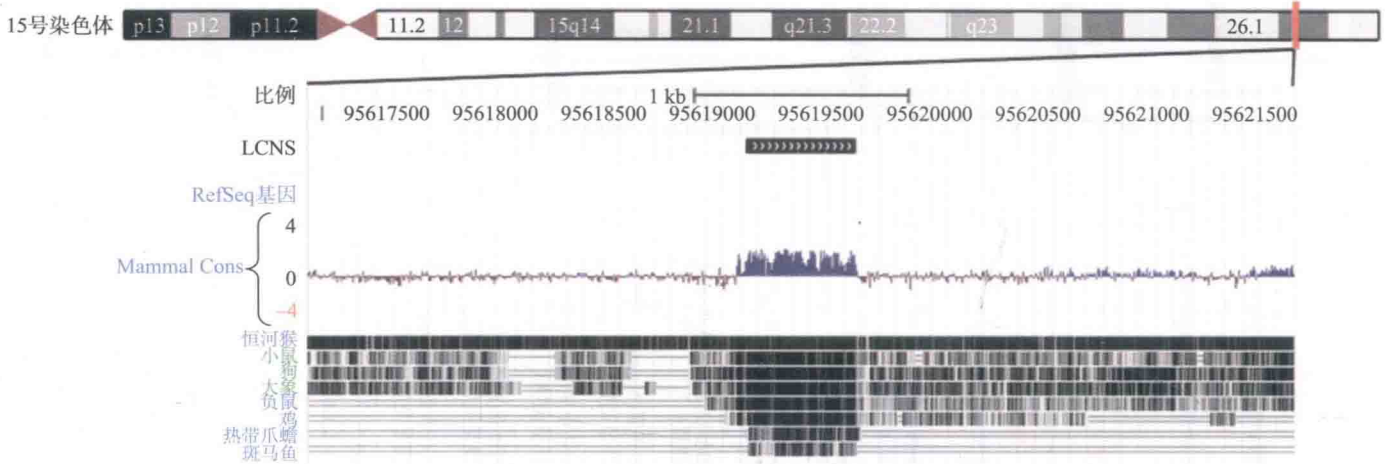 15号染色体 p13 p12 p11.2 11.2 12 15q14 21.1 q21.3 22.2 q23 26.1
比例 1 kb
95617500 95618000 95618500 95619000 95619500 95620000 95620500 95621000 95621500
LCNS
RefSeq基因
4
Mammal Cons 0
−4
恒河猴
小鼠
狗
大象
负鼠
鸡
热带爪蟾
斑马鱼